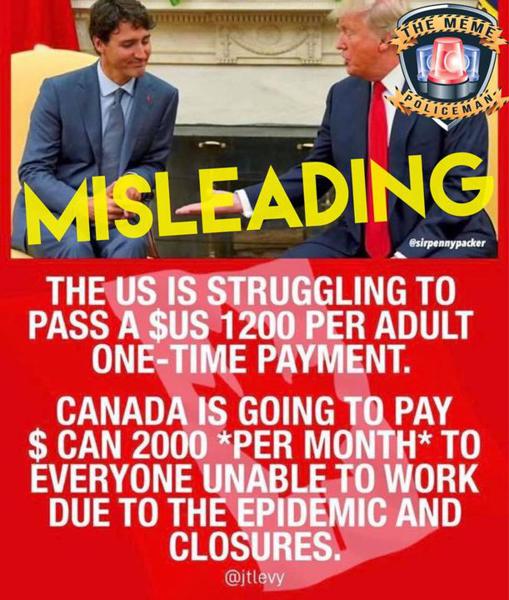 THE MEME
POLICEMAN
MISLEADING
@sirpennypacker
THE US IS STRUGGLING TO
PASS A $US 1200 PER ADULT
ONE-TIME PAYMENT.
CANADA IS GOING TO PAY
$ CAN 2000 *PER MONTH* TO
EVERYONE UNABLE TO WORK
DUE TO THE EPIDEMIC AND
CLOSURES.
@jtlevy